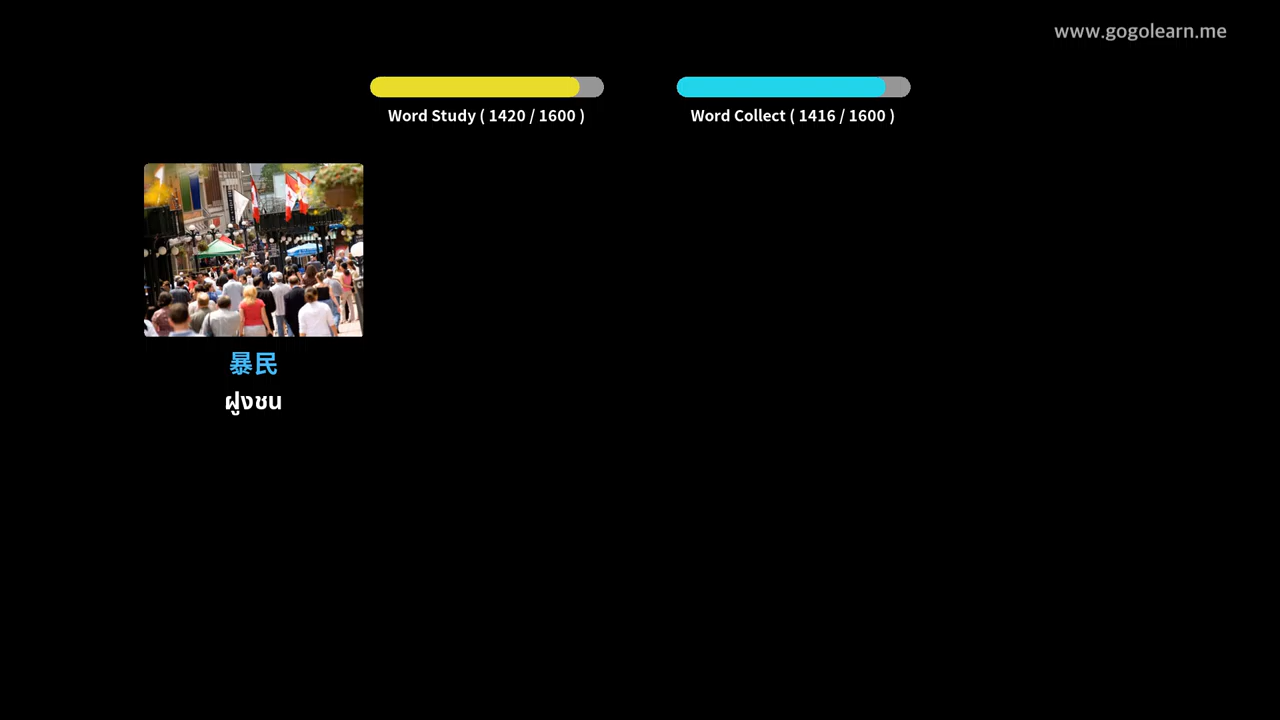 www.gogolearn.me
Word Study ( 1420 / 1600 )
Word Collect ( 1416 / 1600 )
暴民
ฝูงชน